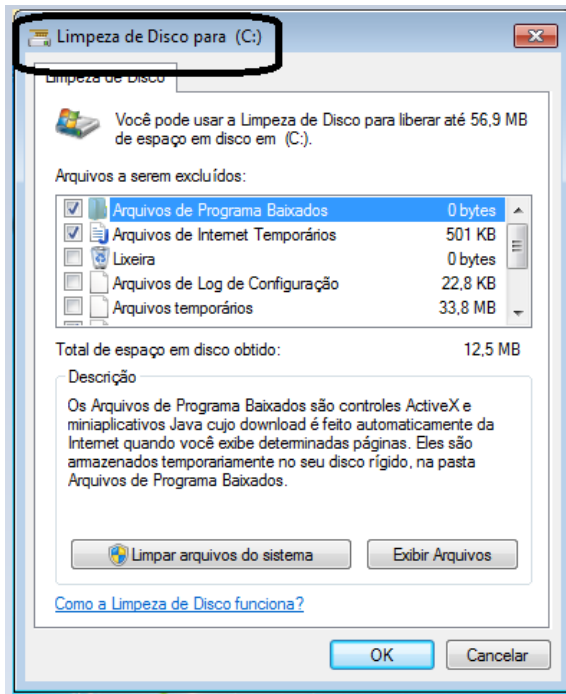 Limpeza de Disco para (C:)
Limpeza de Disco
Você pode usar a Limpeza de Disco para liberar até 56,9 MB
de espaço em disco em (C:).
Arquivos a serem excluídos:
Arquivos de Programa Baixados 0 bytes
Arquivos de Internet Temporários 501 KB
Lixeira 0 bytes
Arquivos de Log de Configuração 22,8 KB
Arquivos temporários 33,8 MB
Total de espaço em disco obtido: 12,5 MB
Descrição
Os Arquivos de Programa Baixados são controles ActiveX e
miniaplicativos Java cujo download é feito automaticamente da
Internet quando você exibe determinadas páginas. Eles são
armazenados temporariamente no seu disco rígido, na pasta
Arquivos de Programa Baixados.
Limpar arquivos do sistema Exibir Arquivos
Como a Limpeza de Disco funciona?
OK Cancelar